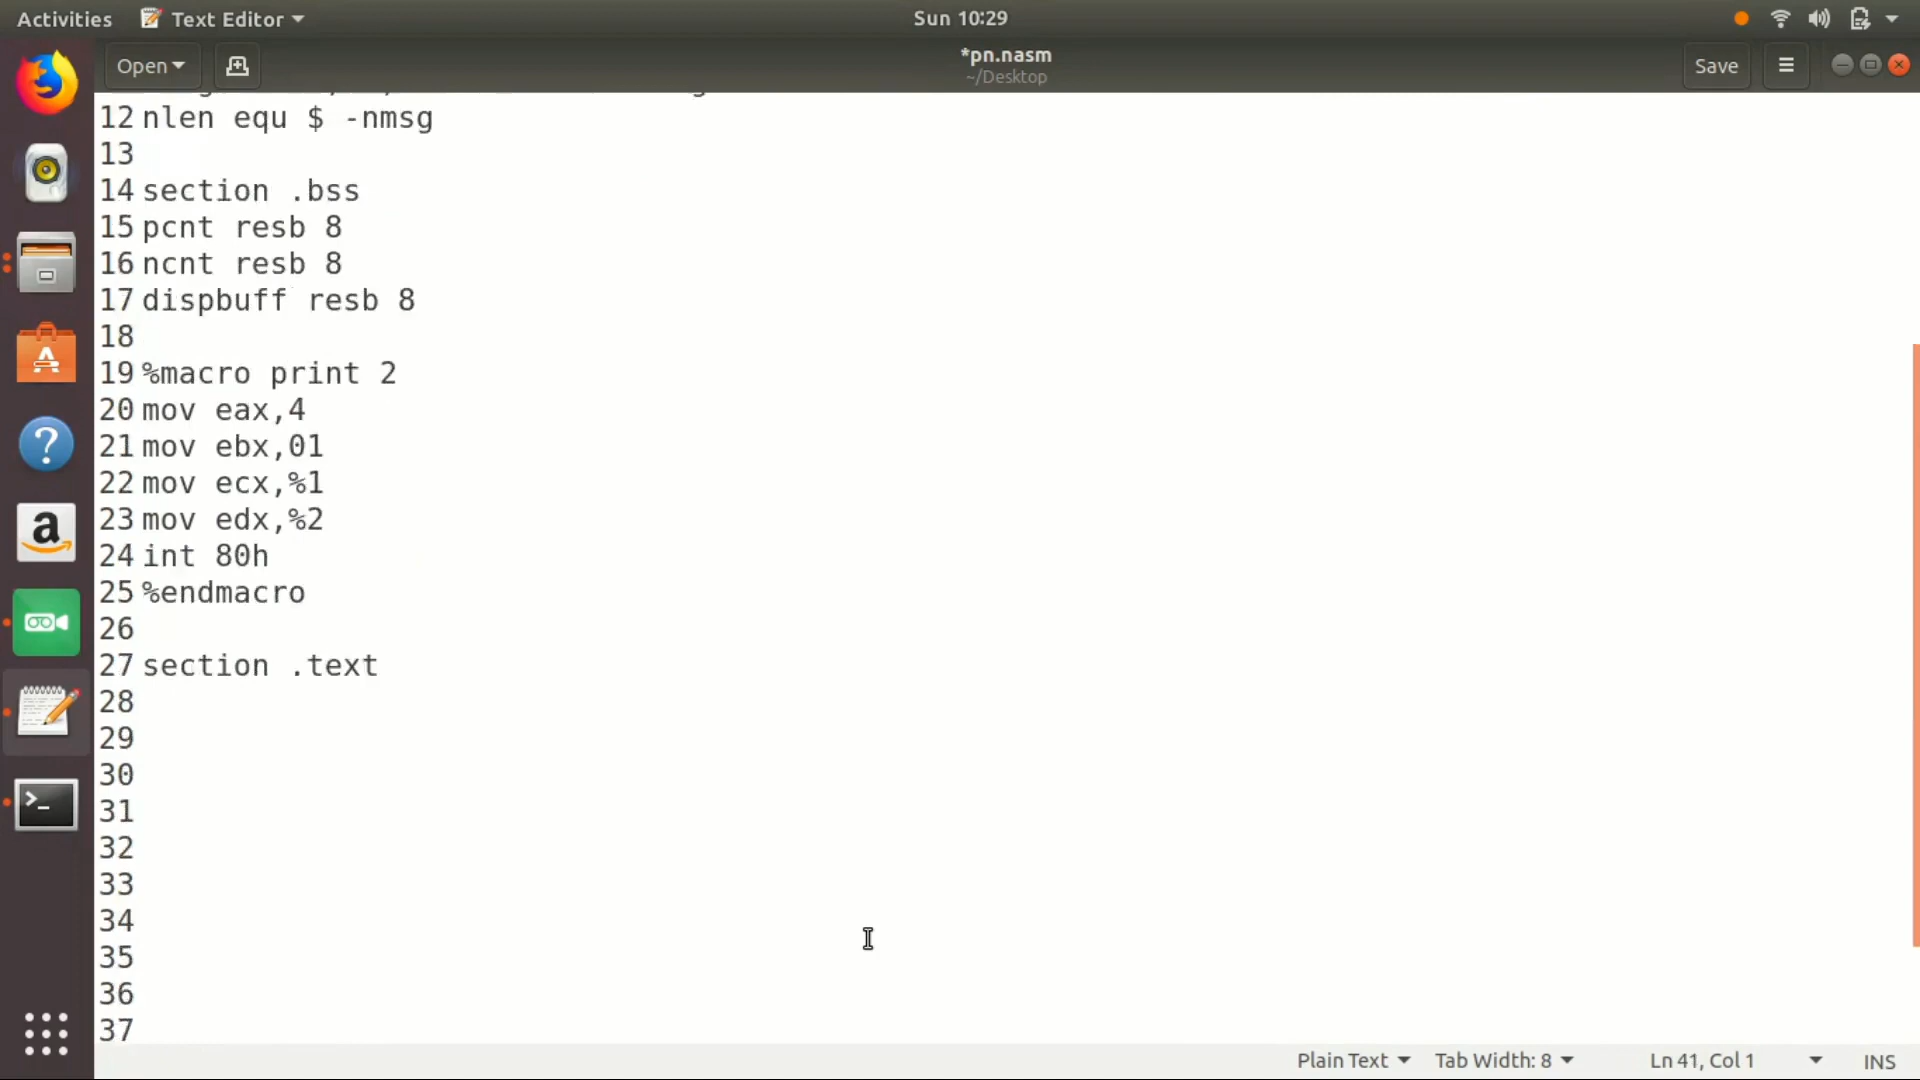 Activities
Text Editor
Sun 10:29
Open
*pn.nasm
~/Desktop
Save
12 nlen equ $ -nmsg
13
14 section .bss
15 pcnt resb 8
16 ncnt resb 8
17 dispbuff resb 8
18
19 %macro print 2
20 mov eax,4
21 mov ebx,01
22 mov ecx,%1
23 mov edx,%2
24 int 80h
25 %endmacro
26
27 section .text
28
29
30
31
32
33
34
35
36
37
Plain Text
Tab Width: 8
Ln 41, Col 1
INS